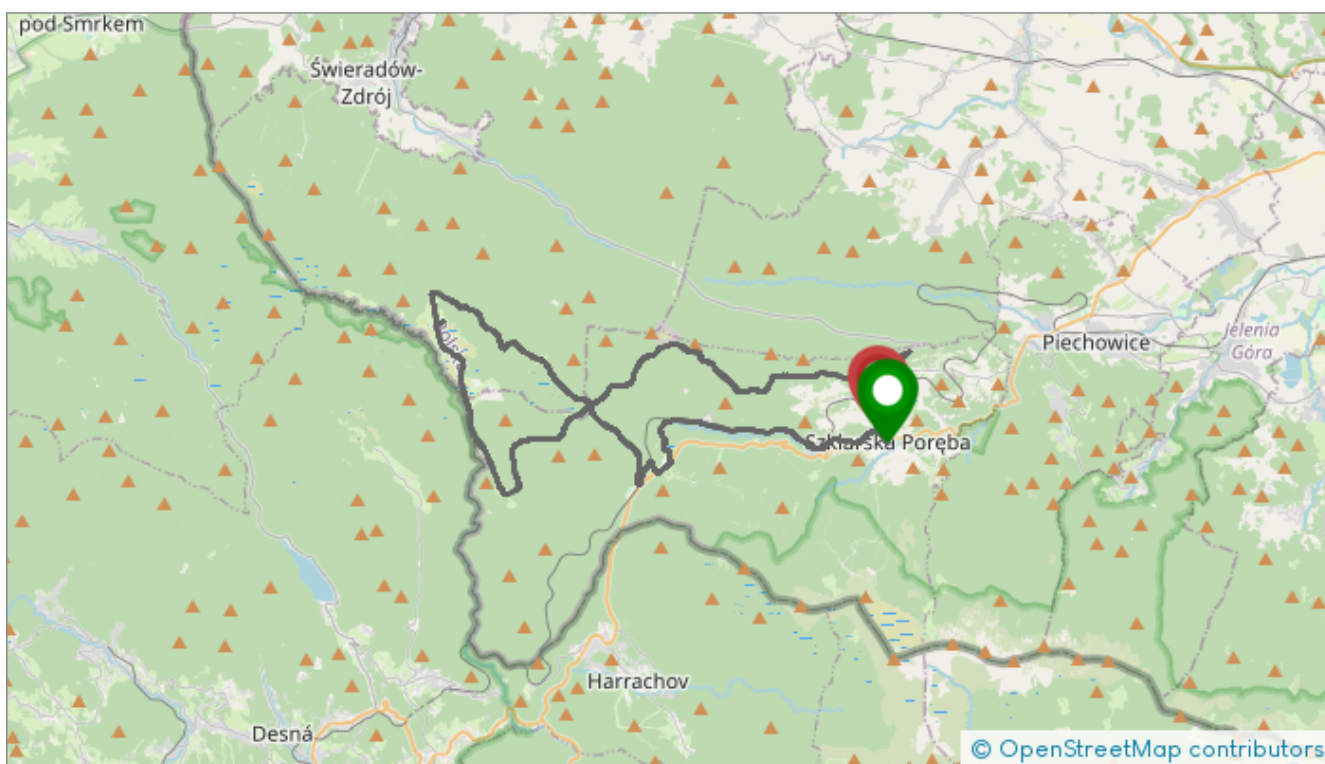 pod Smrkem
Świeradów-
Zdrój
Piechowice
Jelenia
Góra
Szklarska Poręba
Harrachov
Desná
© OpenStreetMap contributors